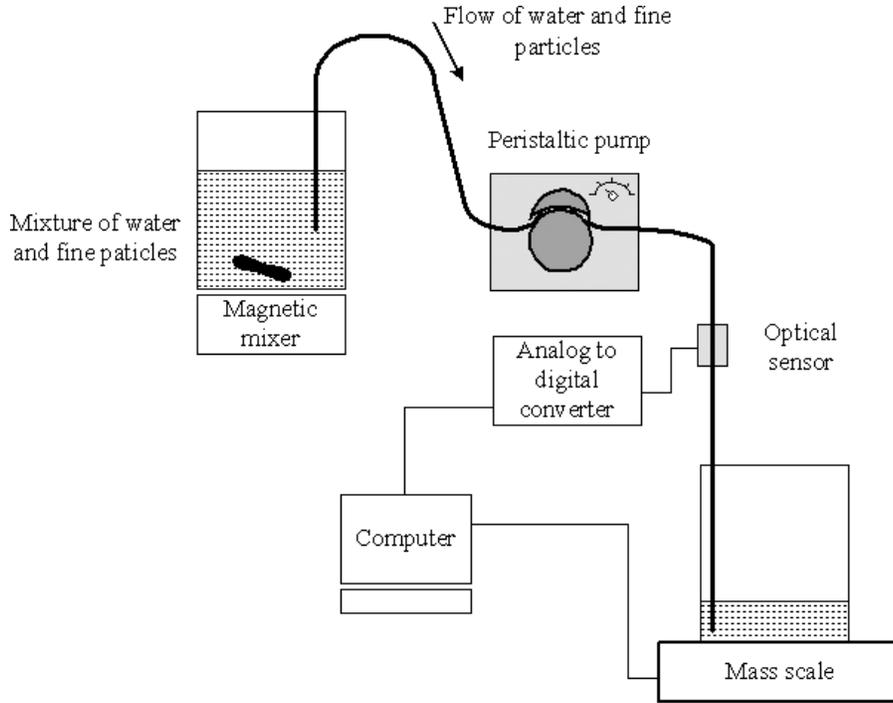 Flow of water and fine
particles
Peristaltic pump
Mixture of water
and fine paticles
Magnetic
mixer
Optical
sensor
Analog to
digital
converter
Computer
Mass scale